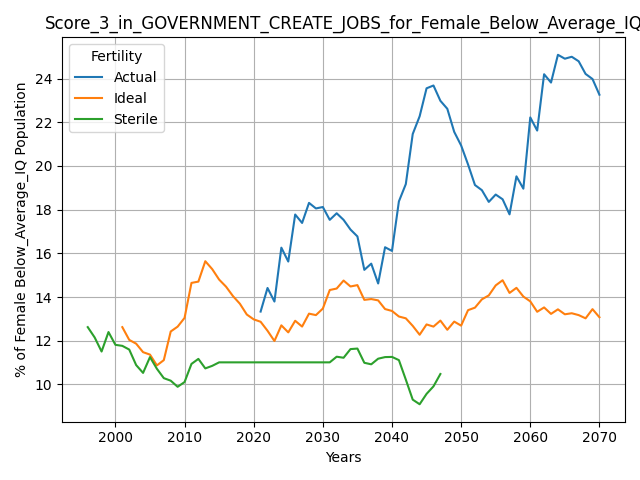 Score_3_in_GOVERNMENT_CREATE_JOBS_for_Female_Below_Average_IQ
Fertility
Actual
Ideal
Sterile
% of Female Below_Average_IQ Population
24
22
20
18
16
14
12
10
2000 2010 2020 2030 2040 2050 2060 2070
Years